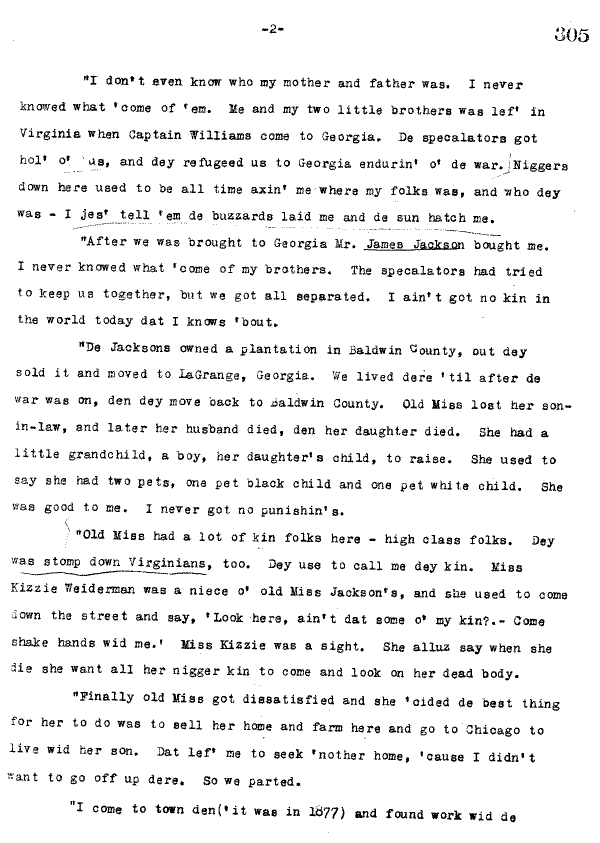 -2-
305
"I don't even know who my mother and father was. I never
knowed what 'come of 'em. Me and my two little brothers was lef' in
Virginia when Captain Williams come to Georgia. De specalators got
hol' o' us, and dey refugeed us to Georgia endurin' o' de war. Niggers
down here used to be all time axin' me where my folks was, and who dey
was - I jes' tell 'em de buzzards laid me and de sun hatch me.
"After we was brought to Georgia Mr. James Jackson bought me.
I never knowed what 'come of my brothers. The specalators had tried
to keep us together, but we got all separated. I ain't got no kin in
the world today dat I knows 'bout.
"De Jacksons owned a plantation in Baldwin County, but dey
sold it and moved to LaGrange, Georgia. We lived dere 'til after de
war was on, den dey move back to Baldwin County. Old Miss lost her son-
in-law, and later her husband died, den her daughter died. She had a
little grandchild, a boy, her daughter's child, to raise. She used to
say she had two pets, one pet black child and one pet white child. She
was good to me. I never got no punishin's.
"Old Miss had a lot of kin folks here - high class folks. Dey
was stomp down Virginians, too. Dey use to call me dey kin. Miss
Kizzie Weiderman was a niece o' old Miss Jackson's, and she used to come
down the street and say, 'Look here, ain't dat some o' my kin?.- Come
shake hands wid me.' Miss Kizzie was a sight. She alluz say when she
die she want all her nigger kin to come and look on her dead body.
"Finally old Miss got dissatisfied and she 'cided de best thing
for her to do was to sell her home and farm here and go to Chicago to
live wid her son. Dat lef' me to seek 'nother home, 'cause I didn't
want to go off up dere. So we parted.
"I come to town den('it was in 1877) and found work wid de